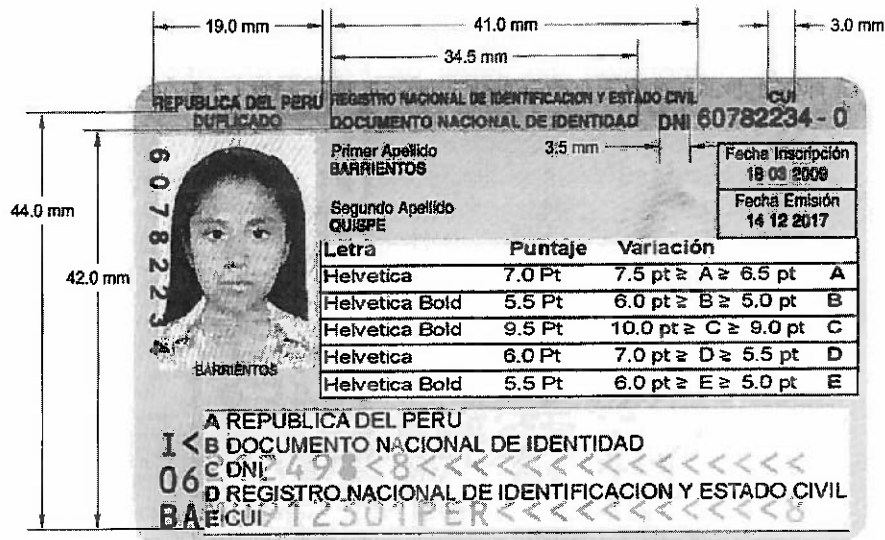 19.0 mm 41.0 mm 3.0 mm
34.5 mm
REPUBLICA DEL PERU REGISTRO NACIONAL DE IDENTIFICACION Y ESTADO CIVIL CUI
DUPLICADO DOCUMENTO NACIONAL DE IDENTIDAD DNI 60782234 - 0
Primer Apellido 3.5 mm Fecha Inscripción
BARRIENTOS 18 03 2009
Segundo Apellido Fecha Emisión
QUISPE 14 12 2017
60782234
44.0 mm
42.0 mm
Letra Puntaje Variación
Helvetica 7.0 Pt 7.5 pt ≥ A ≥ 6.5 pt A
Helvetica Bold 5.5 Pt 6.0 pt ≥ B ≥ 5.0 pt B
Helvetica Bold 9.5 Pt 10.0 pt ≥ C ≥ 9.0 pt C
Helvetica 6.0 Pt 7.0 pt ≥ D ≥ 5.5 pt D
Helvetica Bold 5.5 Pt 6.0 pt ≥ E ≥ 5.0 pt E
BARRIENTOS
A REPUBLICA DEL PERU
I< B DOCUMENTO NACIONAL DE IDENTIDAD
C DNI <8<<<<<<<<<<<<<
06 D REGISTRO NACIONAL DE IDENTIFICACION Y ESTADO CIVIL
BA E CUI 12301PER<<<<<<<<<<<8